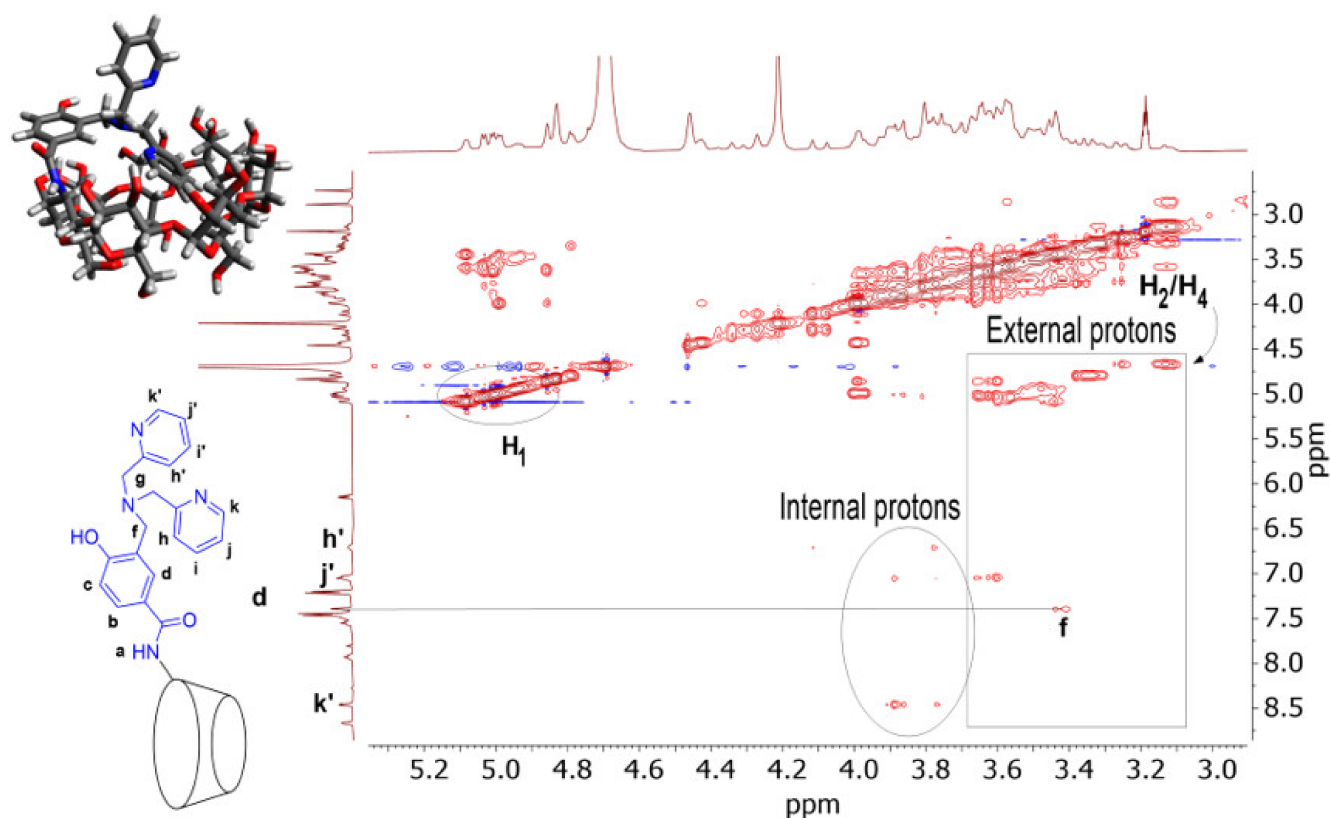 3.0
3.5
4.0
4.5
5.0
5.5
6.0
6.5
7.0
7.5
8.0
8.5
ppm
H2/H4
External protons
H1
Internal protons
f
h'
j'
d
k'
k'
j'
N
i'
h'
g
N
N
k
f
h
j
HO
i
d
c
b
O
a
HN
5.2 5.0 4.8 4.6 4.4 4.2 4.0 3.8 3.6 3.4 3.2 3.0
ppm